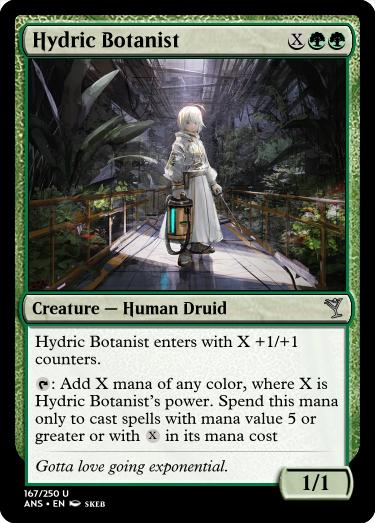 Hydric Botanist X
Creature — Human Druid
Hydric Botanist enters with X +1/+1
counters.
: Add X mana of any color, where X is
Hydric Botanist's power. Spend this mana
only to cast spells with mana value 5 or
greater or with X in its mana cost
Gotta love going exponential.
1/1
167/250 U
ANS • EN SKEB